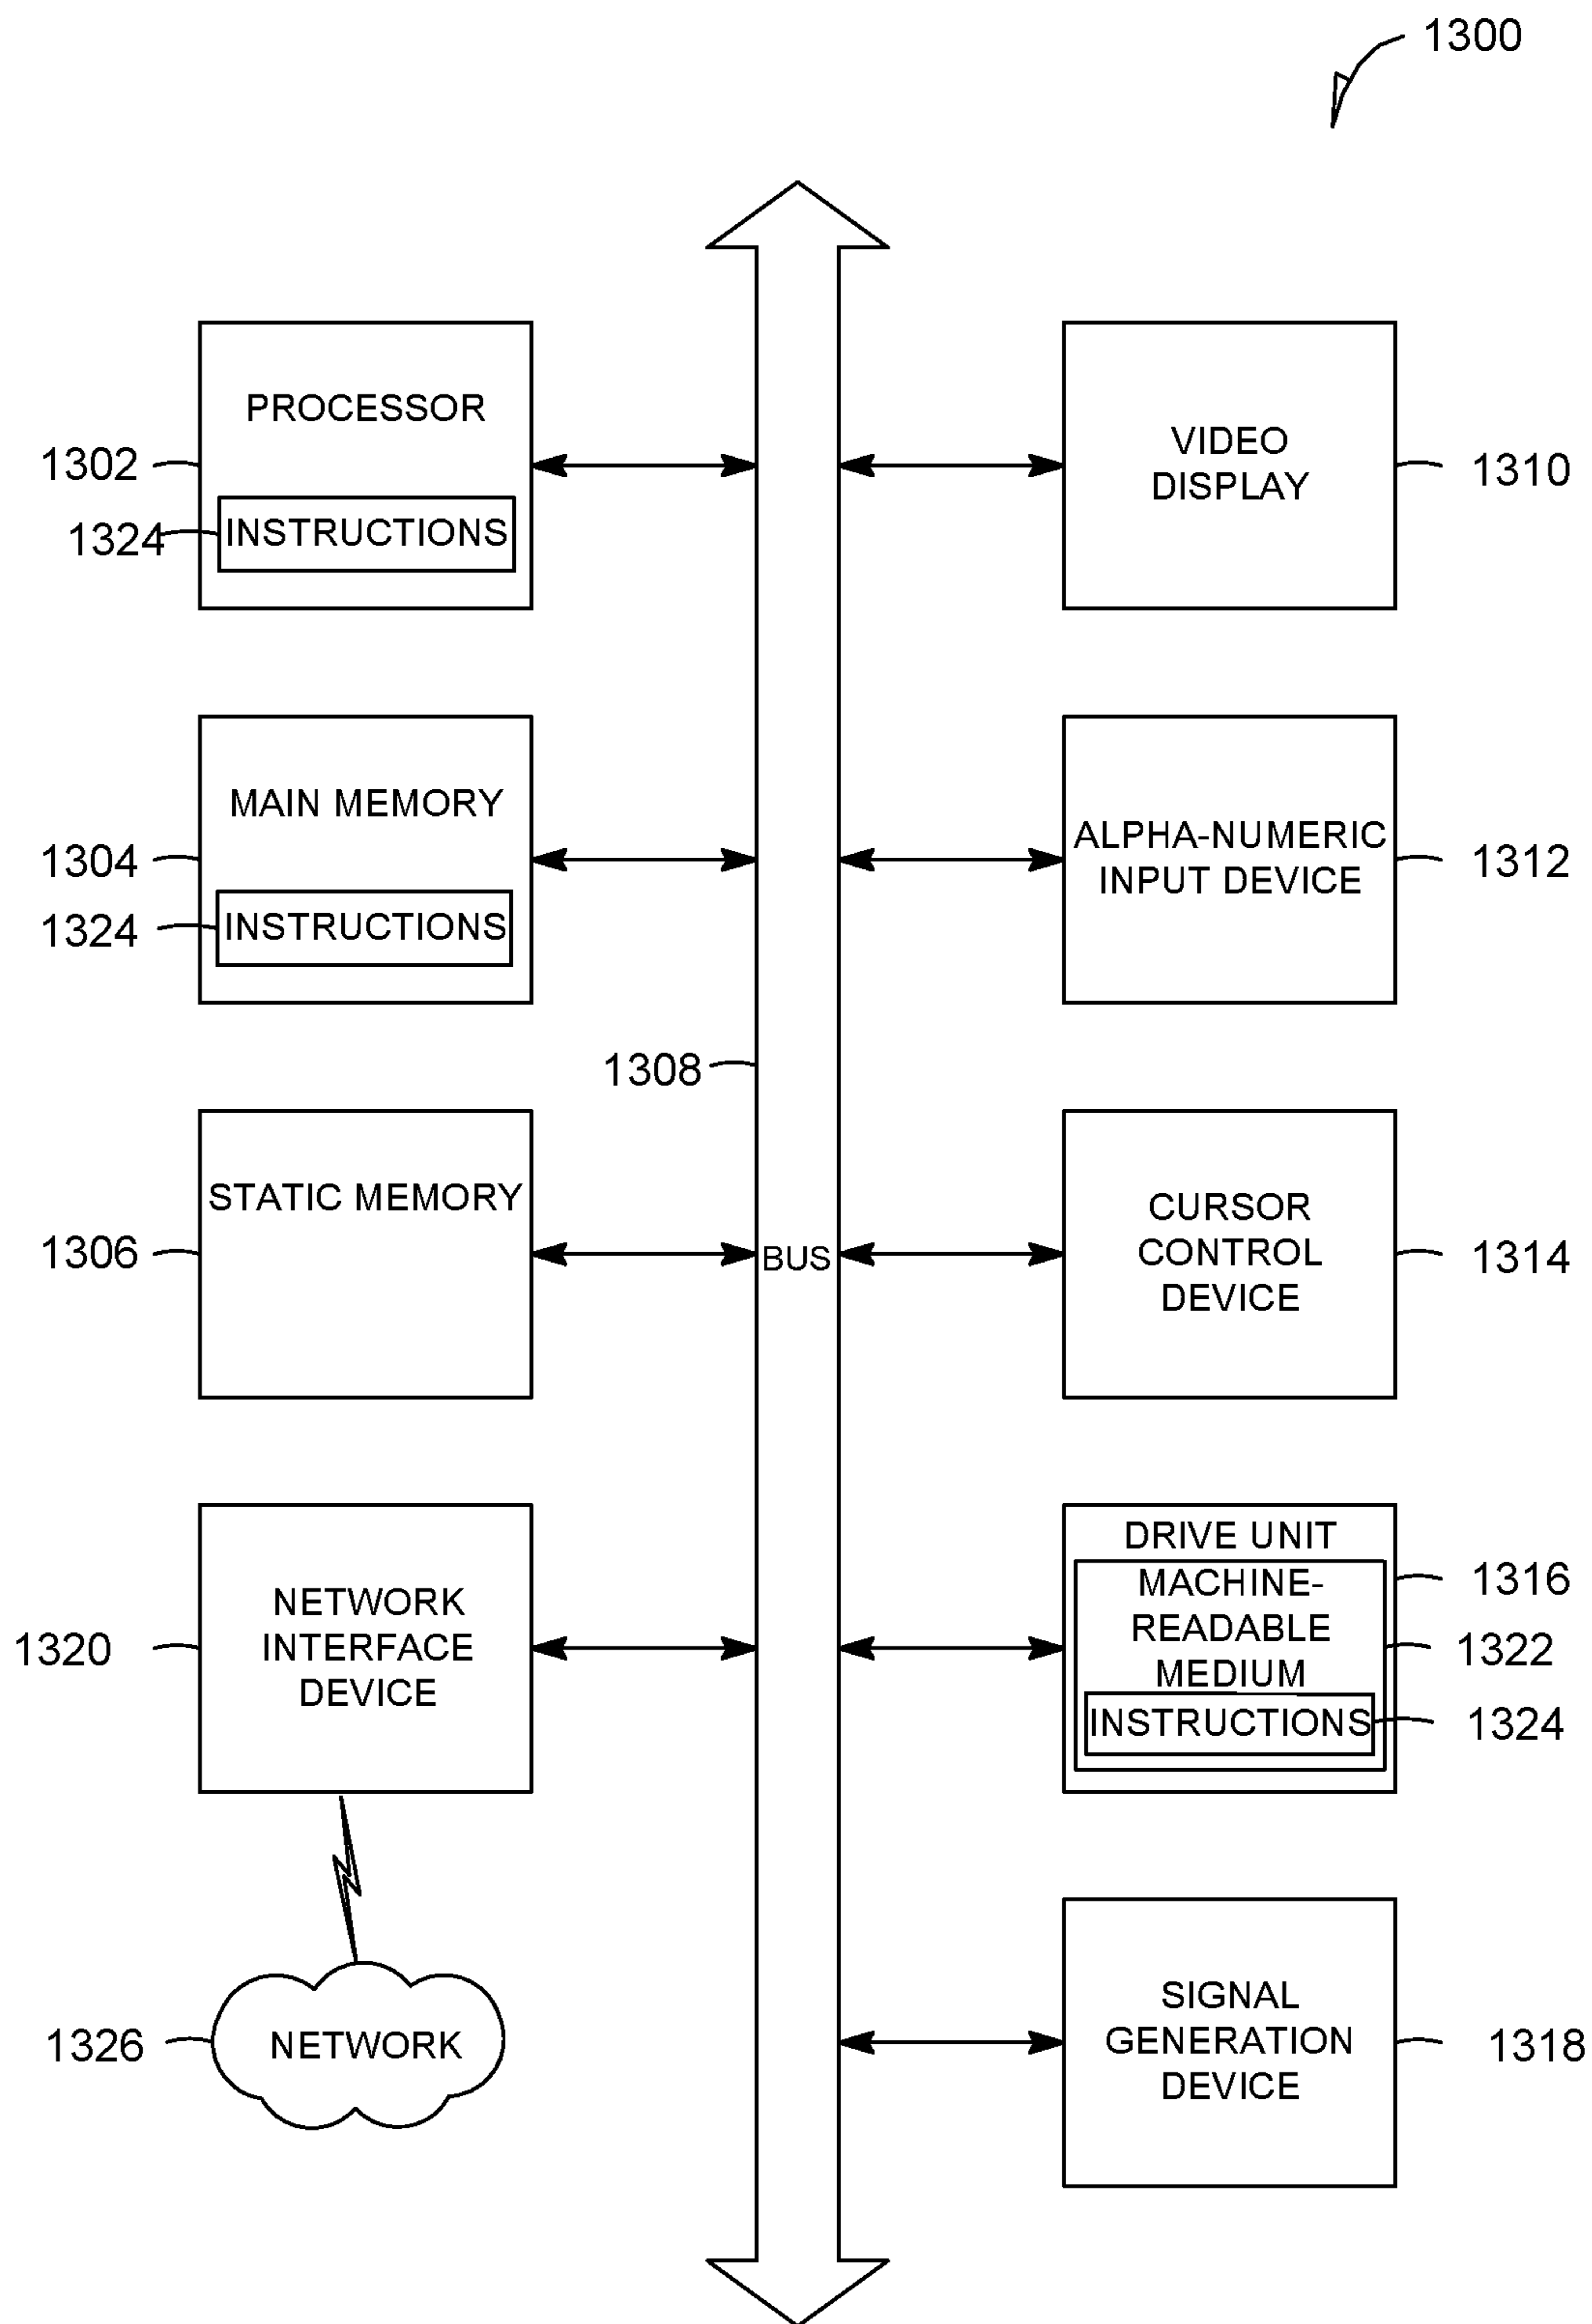 1300
PROCESSOR
1302
1324
INSTRUCTIONS
VIDEO
DISPLAY
1310
MAIN MEMORY
1304
1324
INSTRUCTIONS
ALPHA-NUMERIC
INPUT DEVICE
1312
1308
STATIC MEMORY
1306
BUS
CURSOR
CONTROL
DEVICE
1314
NETWORK
INTERFACE
DEVICE
1320
DRIVE UNIT
1316
MACHINE-
READABLE
MEDIUM
1322
INSTRUCTIONS
1324
NETWORK
1326
SIGNAL
GENERATION
DEVICE
1318